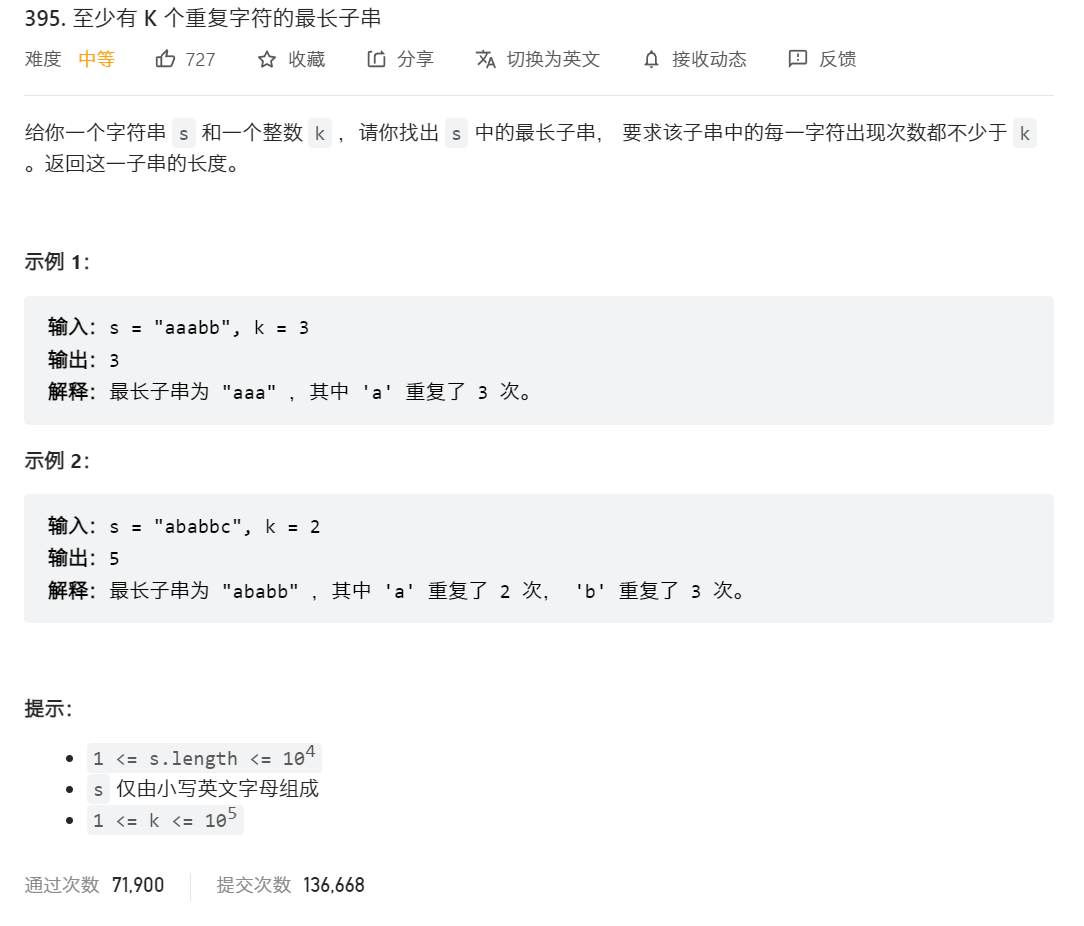 395. 至少有 K 个重复字符的最长子串
难度 中等 727 收藏 分享 切换为英文 接收动态 反馈
给你一个字符串 s 和一个整数 k ，请你找出 s 中的最长子串， 要求该子串中的每一字符出现次数都不少于 k
。返回这一子串的长度。
示例 1：
输入：s = "aaabb", k = 3
输出：3
解释：最长子串为 "aaa" ，其中 'a' 重复了 3 次。
示例 2：
输入：s = "ababbc", k = 2
输出：5
解释：最长子串为 "ababb" ，其中 'a' 重复了 2 次， 'b' 重复了 3 次。
提示：
• 1 <= s.length <= 10⁴
• s 仅由小写英文字母组成
• 1 <= k <= 10⁵
通过次数 71,900 提交次数 136,668